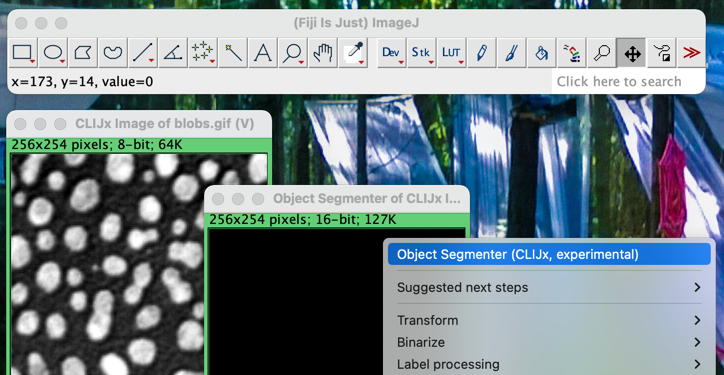 (Fiji Is Just) ImageJ
A Dev Stk LUT
x=173, y=14, value=0 Click here to search
CLIJx Image of blobs.gif (V)
256x254 pixels; 8-bit; 64K
Object Segmenter of CLIJx I...
256x254 pixels; 16-bit; 127K
Object Segmenter (CLIJx, experimental)
Suggested next steps
Transform
Binarize
Label processing